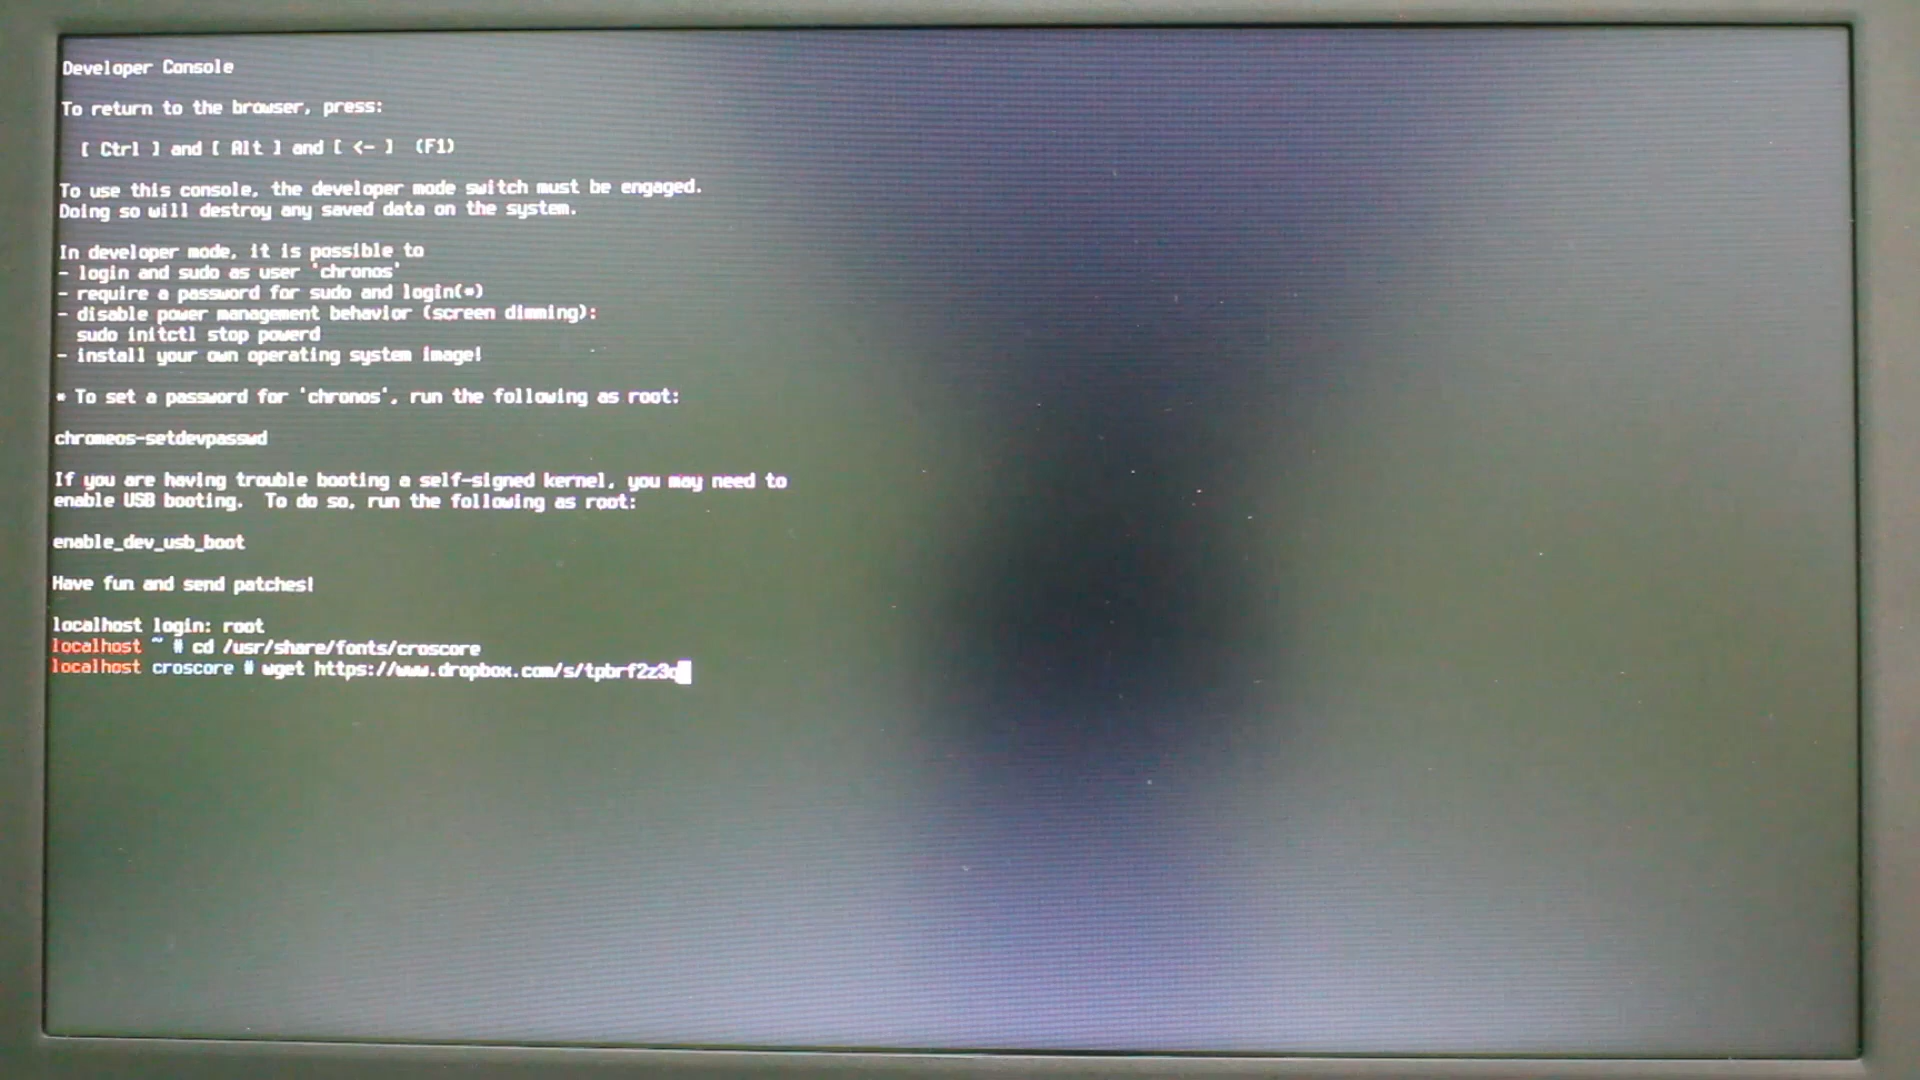 Developer Console
To return to the browser, press:
[ Ctrl ] and [ Alt ] and [ <- ] (F1)
To use this console, the developer mode switch must be engaged.
Doing so will destroy any saved data on the system.
In developer mode, it is possible to
- login and sudo as user 'chronos'
- require a password for sudo and login(*)
- disable power management behavior (screen dimming):
sudo initctl stop powerd
- install your own operating system image!
* To set a password for 'chronos', run the following as root:
chromeos-setdevpasswd
If you are having trouble booting a self-signed kernel, you may need to
enable USB booting. To do so, run the following as root:
enable_dev_usb_boot
Have fun and send patches!
localhost login: root
localhost ~ # cd /usr/share/fonts/croscore
localhost croscore # wget https://www.dropbox.com/s/tpbrf2z3q